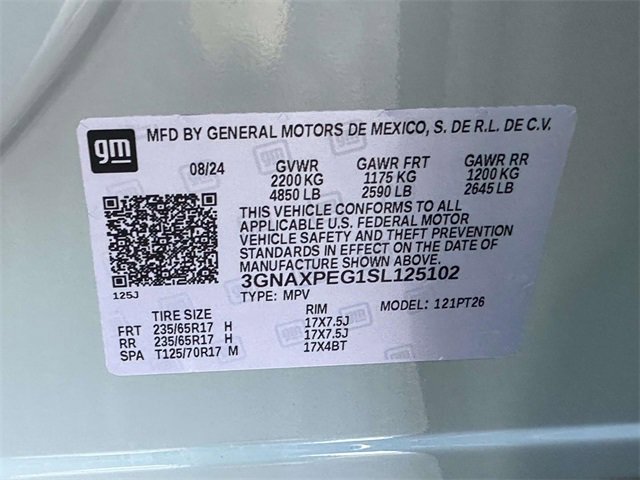 gm
MFD BY GENERAL MOTORS DE MEXICO, S. DE R.L. DE C.V.
08/24 GVWR GAWR FRT GAWR RR
2200 KG 1175 KG 1200 KG
4850 LB 2590 LB 2645 LB
THIS VEHICLE CONFORMS TO ALL
APPLICABLE U.S. FEDERAL MOTOR
VEHICLE SAFETY AND THEFT PREVENTION
STANDARDS IN EFFECT ON THE DATE OF
MANUFACTURE SHOWN ABOVE.
125J 3GNAXPEG1SL125102
TYPE: MPV MODEL: 121PT26
TIRE SIZE RIM
FRT 235/65R17 H 17X7.5J
RR 235/65R17 H 17X7.5J
SPA T125/70R17 M 17X4BT